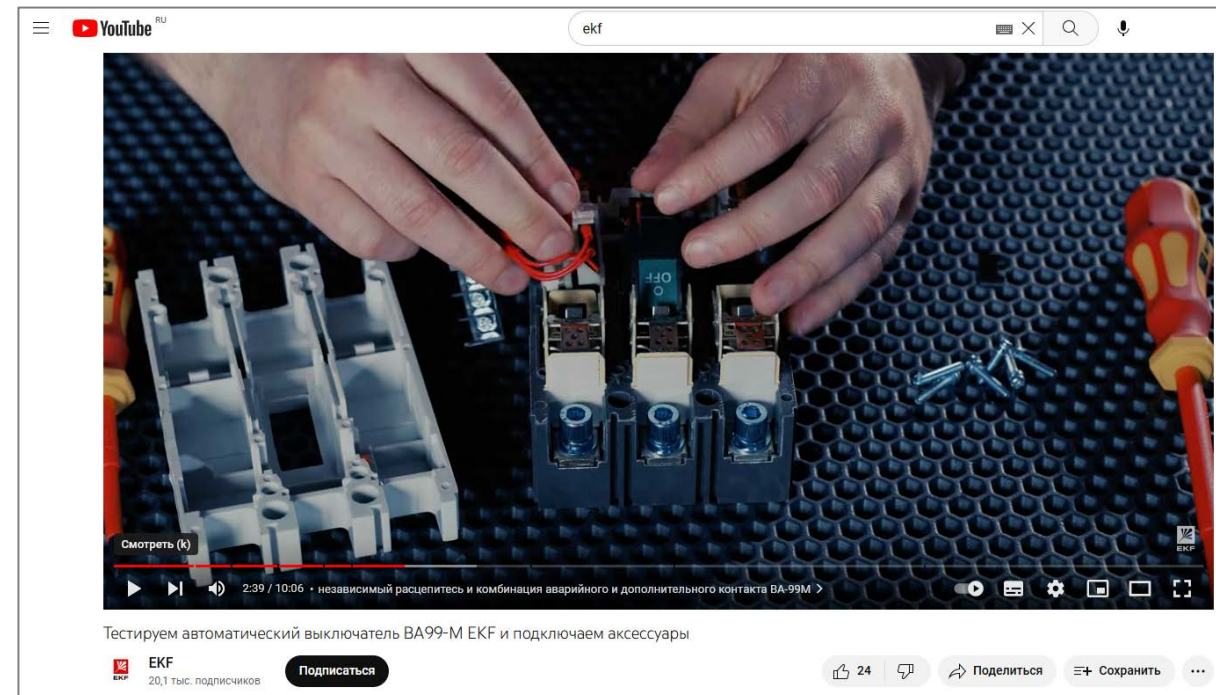 YouTube RU
ekf
OFF
EKF
Смотреть (k)
2:39 / 10:06 • независимый расцепитесь и комбинация аварийного и дополнительного контакта ВА-99М >
Тестируем автоматический выключатель ВА99-М EKF и подключаем аксессуары
EKF
EKF
20,1 тыс. подписчиков
Подписаться
24
Поделиться
Сохранить